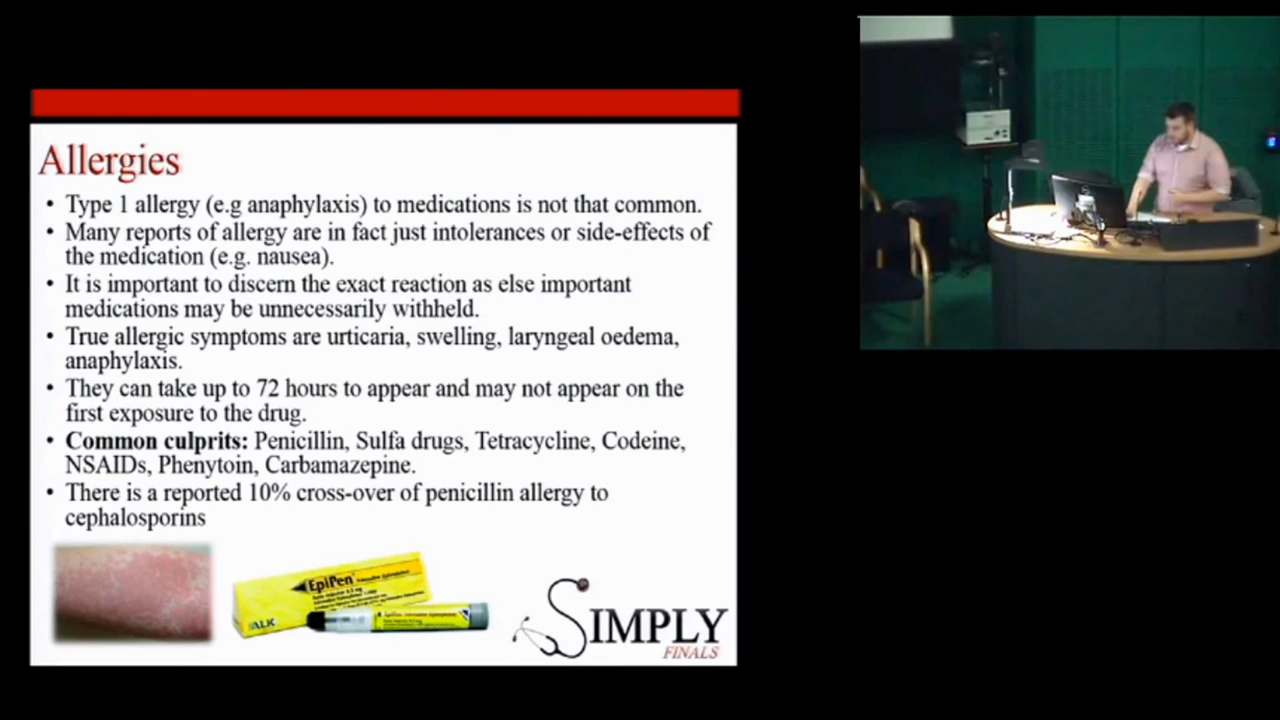 Allergies
• Type 1 allergy (e.g anaphylaxis) to medications is not that common.
• Many reports of allergy are in fact just intolerances or side-effects of
the medication (e.g. nausea).
• It is important to discern the exact reaction as else important
medications may be unnecessarily withheld.
• True allergic symptoms are urticaria, swelling, laryngeal oedema,
anaphylaxis.
• They can take up to 72 hours to appear and may not appear on the
first exposure to the drug.
• Common culprits: Penicillin, Sulfa drugs, Tetracycline, Codeine,
NSAIDs, Phenytoin, Carbamazepine.
• There is a reported 10% cross-over of penicillin allergy to
cephalosporins
EpiPen
ALK
SIMPLY
FINALS